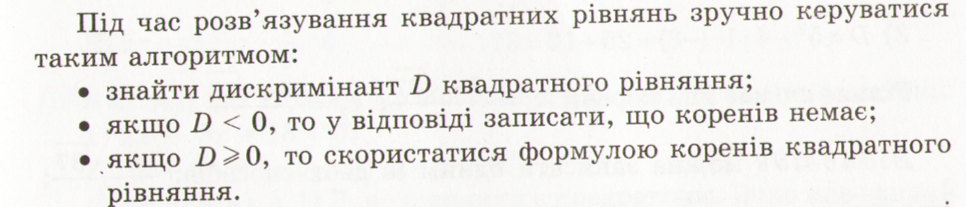 Під час розв’язування квадратних рівнянь зручно керуватися
таким алгоритмом:
• знайти дискримінант D квадратного рівняння;
• якщо D < 0, то у відповіді записати, що коренів немає;
• якщо D ⩾ 0, то скористатися формулою коренів квадратного
рівняння.